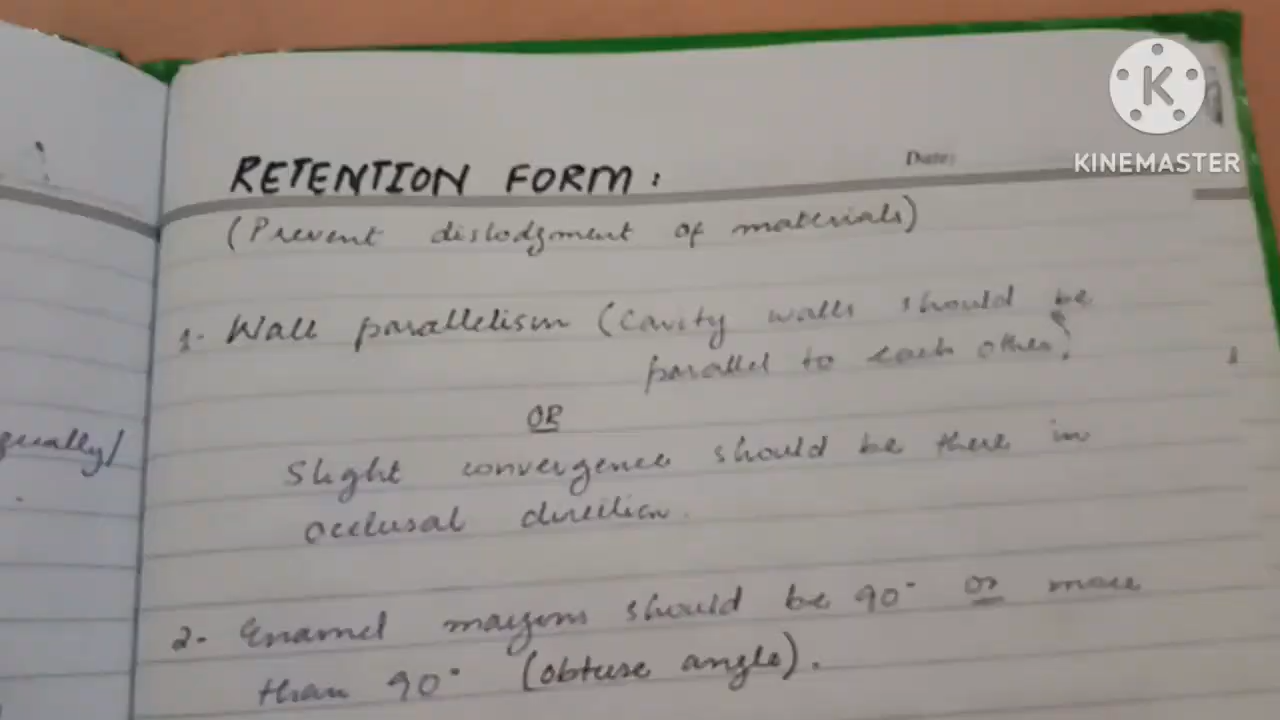 K
KINEMASTER
Date:
RETENTION FORM:
(Prevent dislodgment of materials)
1- Wall parallelism (Cavity walls should be
parallel to each other)
OR
Slight convergence should be there in
occlusal direction.
qually/
2- Enamel margins should be 90° or more
than 90° (obtuse angle).